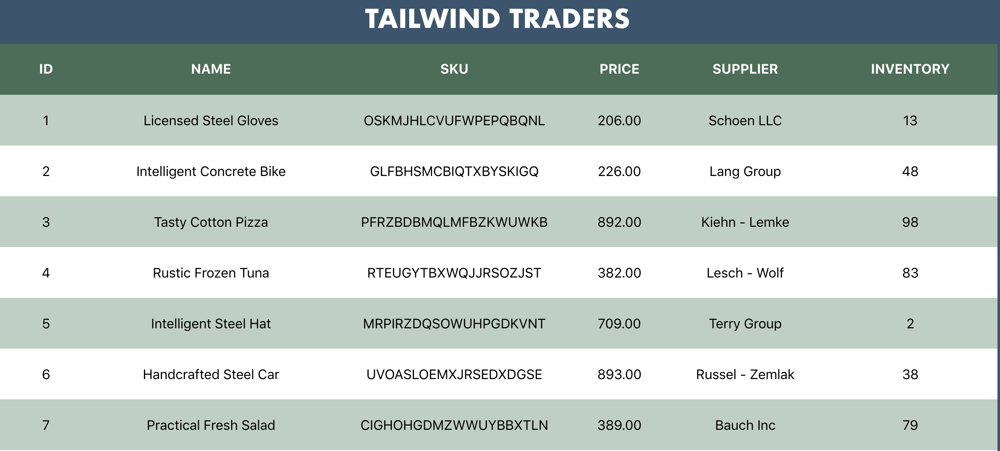 TAILWIND TRADERS
ID NAME SKU PRICE SUPPLIER INVENTORY
1 Licensed Steel Gloves OSKMJHLCVUFWPEPQBQNL 206.00 Schoen LLC 13
2 Intelligent Concrete Bike GLFBHSMCBIQTXBYSKIGQ 226.00 Lang Group 48
3 Tasty Cotton Pizza PFRZBDBMQLMFBZKWUWKB 892.00 Kiehn - Lemke 98
4 Rustic Frozen Tuna RTEUGYTBXWQJJRSOZJST 382.00 Lesch - Wolf 83
5 Intelligent Steel Hat MRPIRZDQSOWUHPGDKVNT 709.00 Terry Group 2
6 Handcrafted Steel Car UVOASLOEMXJRSEDXDGSE 893.00 Russel - Zemlak 38
7 Practical Fresh Salad CIGHOHGDMZWWUYBBXTLN 389.00 Bauch Inc 79